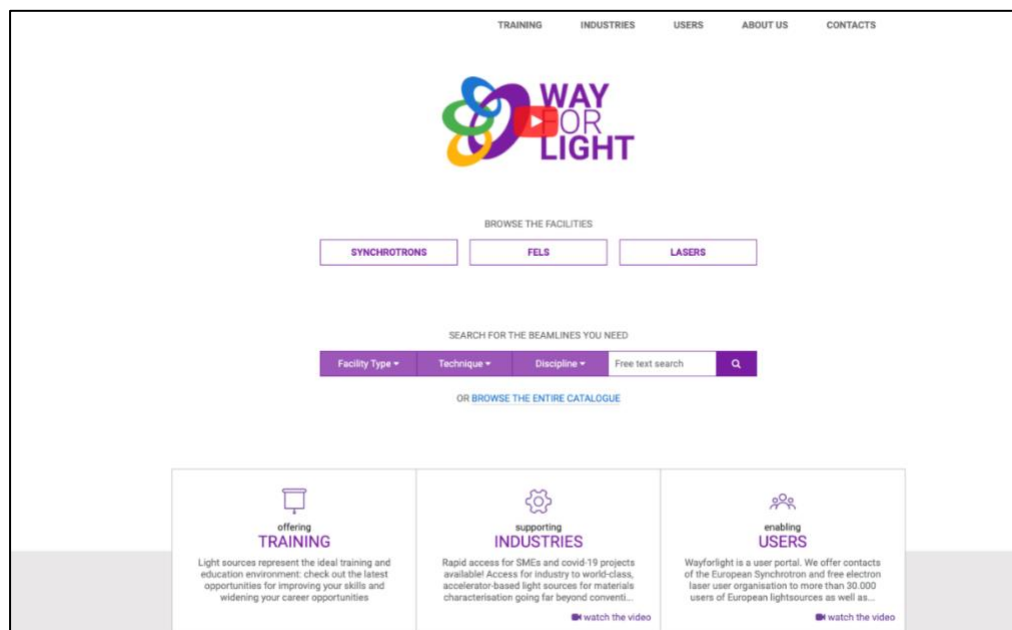 TRAINING INDUSTRIES USERS ABOUT US CONTACTS
WAY
FOR
LIGHT
BROWSE THE FACILITIES
SYNCHROTRONS FELS LASERS
SEARCH FOR THE BEAMLINES YOU NEED
Facility Type Technique Discipline Free text search
OR BROWSE THE ENTIRE CATALOGUE
offering
TRAINING
Light sources represent the ideal training and
education environment: check out the latest
opportunities for improving your skills and
widening your career opportunities
supporting
INDUSTRIES
Rapid access for SMEs and covid-19 projects
available! Access for industry to world-class,
accelerator-based light sources for materials
characterisation going far beyond conventi...
watch the video
enabling
USERS
Wayforlight is a user portal. We offer contacts
of the European Synchrotron and free electron
laser user organisation to more than 30.000
users of European lightsources as well as...
watch the video